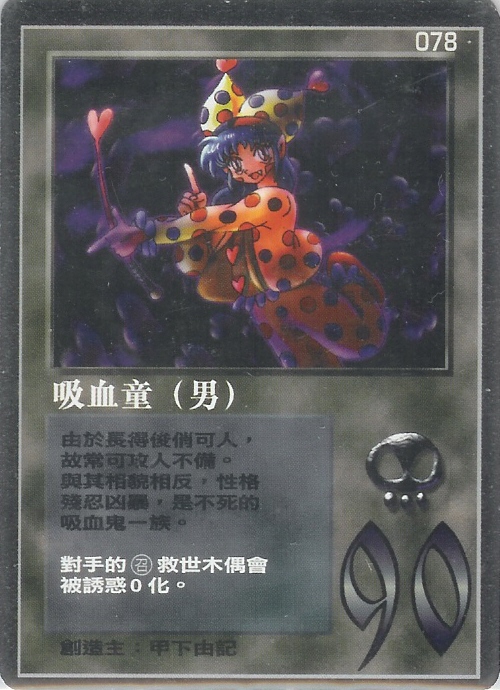 078
吸血童（男）
由於長得俊俏可人，
故常可攻人不備。
與其相貌相反，性格
殘忍凶暴，是不死的
吸血鬼一族。
對手的㊁救世木偶會
被誘惑0化。
90
創造主：甲下由記